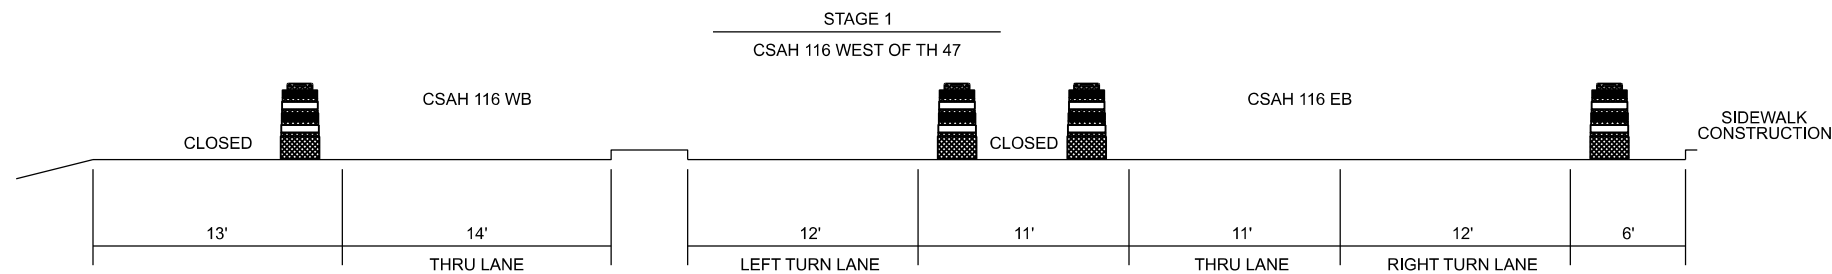 STAGE 1
CSAH 116 WEST OF TH 47
CSAH 116 WB
CSAH 116 EB
CLOSED
CLOSED
SIDEWALK
CONSTRUCTION
13'
14'
12'
11'
11'
12'
6'
THRU LANE
LEFT TURN LANE
THRU LANE
RIGHT TURN LANE